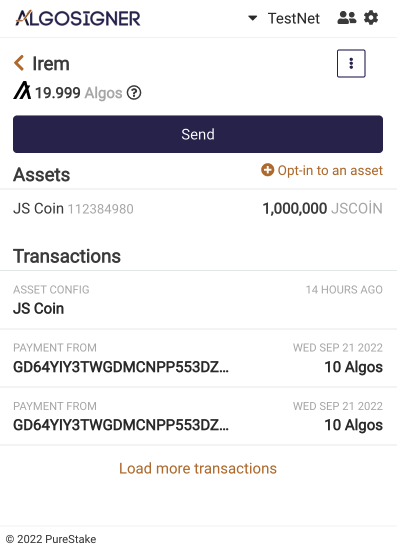 ALGOSIGNER TestNet
Irem
19.999 Algos
Send
Assets Opt-in to an asset
JS Coin 112384980 1,000,000 JSCOİN
Transactions
ASSET CONFIG 14 HOURS AGO
JS Coin
PAYMENT FROM WED SEP 21 2022
GD64YIY3TWGDMCNPP553DZ… 10 Algos
PAYMENT FROM WED SEP 21 2022
GD64YIY3TWGDMCNPP553DZ… 10 Algos
Load more transactions
© 2022 PureStake